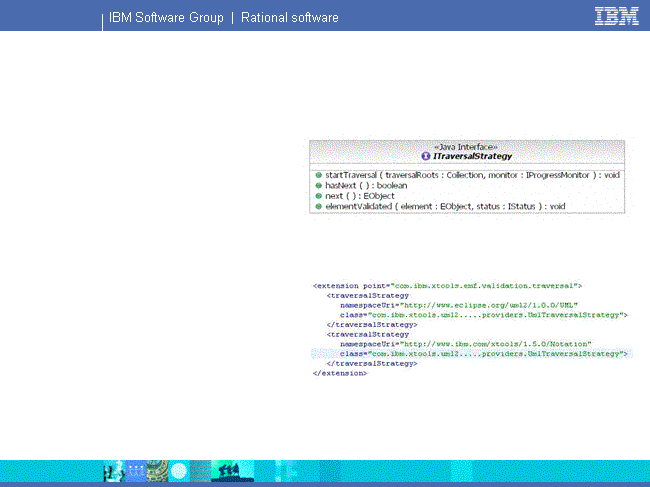 IBM Software Group | Rational software
IBM
«Java Interface»
ITraversalStrategy
startTraversal ( traversalRoots : Collection, monitor : IProgressMonitor ) : void
hasNext ( ) : boolean
next ( ) : EObject
elementValidated ( element : EObject, status : IStatus ) : void
<extension point="com.ibm.xtools.emf.validation.traversal">
<traversalStrategy
namespaceUri="http://www.eclipse.org/uml2/1.0.0/UML"
class="com.ibm.xtools.uml2.....providers.UmlTraversalStrategy">
</traversalStrategy>
<traversalStrategy
namespaceUri="http://www.ibm.com/xtools/1.5.0/Notation"
class="com.ibm.xtools.uml2.....providers.UmlTraversalStrategy">
</traversalStrategy>
</extension>